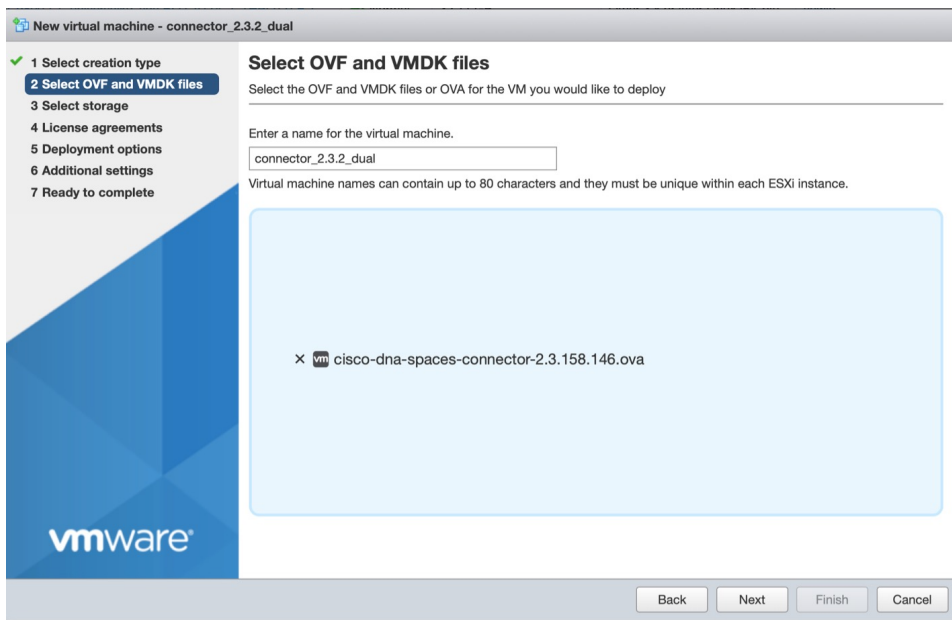 New virtual machine - connector_2.3.2_dual
1 Select creation type
2 Select OVF and VMDK files
3 Select storage
4 License agreements
5 Deployment options
6 Additional settings
7 Ready to complete
Select OVF and VMDK files
Select the OVF and VMDK files or OVA for the VM you would like to deploy
Enter a name for the virtual machine.
connector_2.3.2_dual
Virtual machine names can contain up to 80 characters and they must be unique within each ESXi instance.
× vm cisco-dna-spaces-connector-2.3.158.146.ova
vmware®
Back Next Finish Cancel